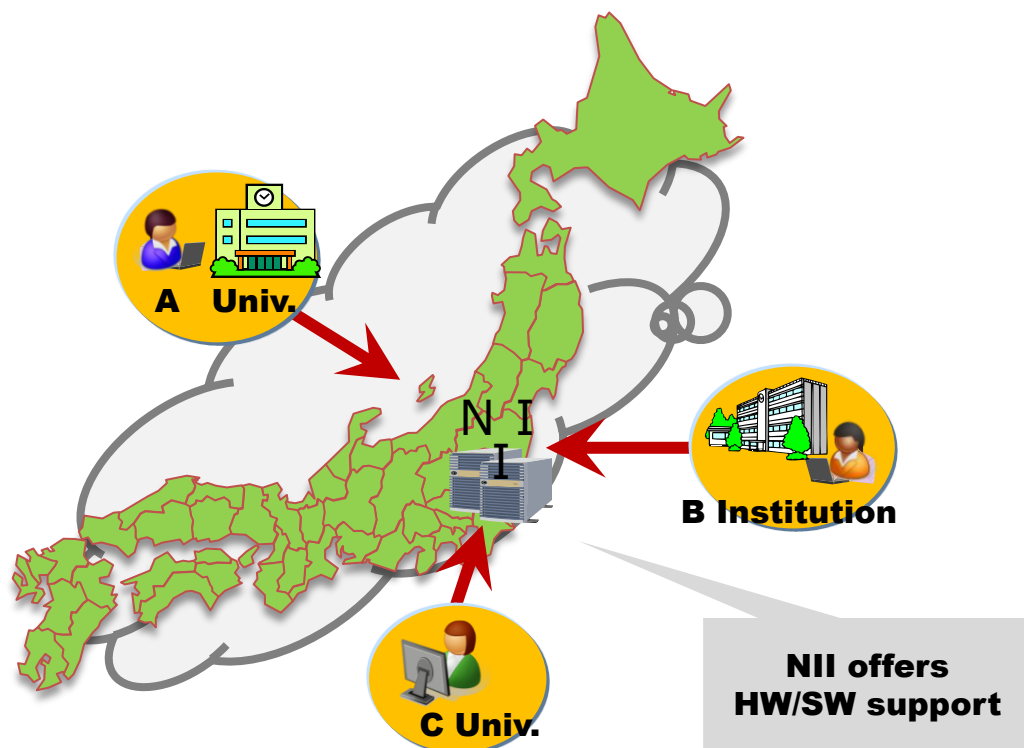 A Univ.
N I
I
B Institution
C Univ.
NII offers
HW/SW support